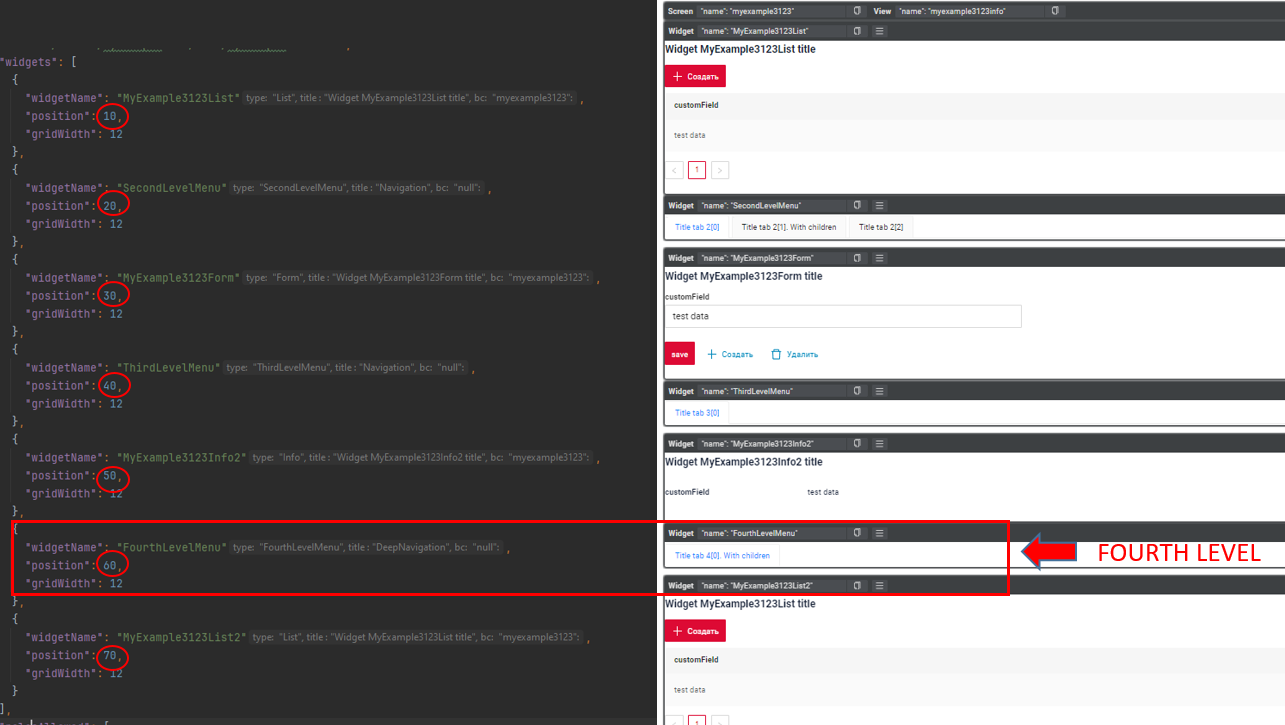 "widgets": [
{
"widgetName": "MyExample3123List" type: "List", title: "Widget MyExample3123List title", bc: "myexample3123": ,
"position": 10,
"gridWidth": 12
},
{
"widgetName": "SecondLevelMenu" type: "SecondLevelMenu", title: "Navigation", bc: "null": ,
"position": 20,
"gridWidth": 12
},
{
"widgetName": "MyExample3123Form" type: "Form", title: "Widget MyExample3123Form title", bc: "myexample3123": ,
"position": 30,
"gridWidth": 12
},
{
"widgetName": "ThirdLevelMenu" type: "ThirdLevelMenu", title: "Navigation", bc: "null": ,
"position": 40,
"gridWidth": 12
},
{
"widgetName": "MyExample3123Info2" type: "Info", title: "Widget MyExample3123Info2 title", bc: "myexample3123": ,
"position": 50,
"gridWidth": 12
},
{
"widgetName": "FourthLevelMenu" type: "FourthLevelMenu", title: "DeepNavigation", bc: "null": ,
"position": 60,
"gridWidth": 12
},
{
"widgetName": "MyExample3123List2" type: "List", title: "Widget MyExample3123List title", bc: "myexample3123": ,
"position": 70,
"gridWidth": 12
}
],
Screen "name": "myexample3123" View "name": "myexample3123info"
Widget "name": "MyExample3123List"
Widget MyExample3123List title
+ Создать
customField
test data
< 1 >
Widget "name": "SecondLevelMenu"
Title tab 2[0] Title tab 2[1]. With children Title tab 2[2]
Widget "name": "MyExample3123Form"
Widget MyExample3123Form title
customField
test data
save + Создать Удалить
Widget "name": "ThirdLevelMenu"
Title tab 3[0]
Widget "name": "MyExample3123Info2"
Widget MyExample3123Info2 title
customField test data
Widget "name": "FourthLevelMenu"
Title tab 4[0]. With children
FOURTH LEVEL
Widget "name": "MyExample3123List2"
Widget MyExample3123List title
+ Создать
customField
test data
< 1 >